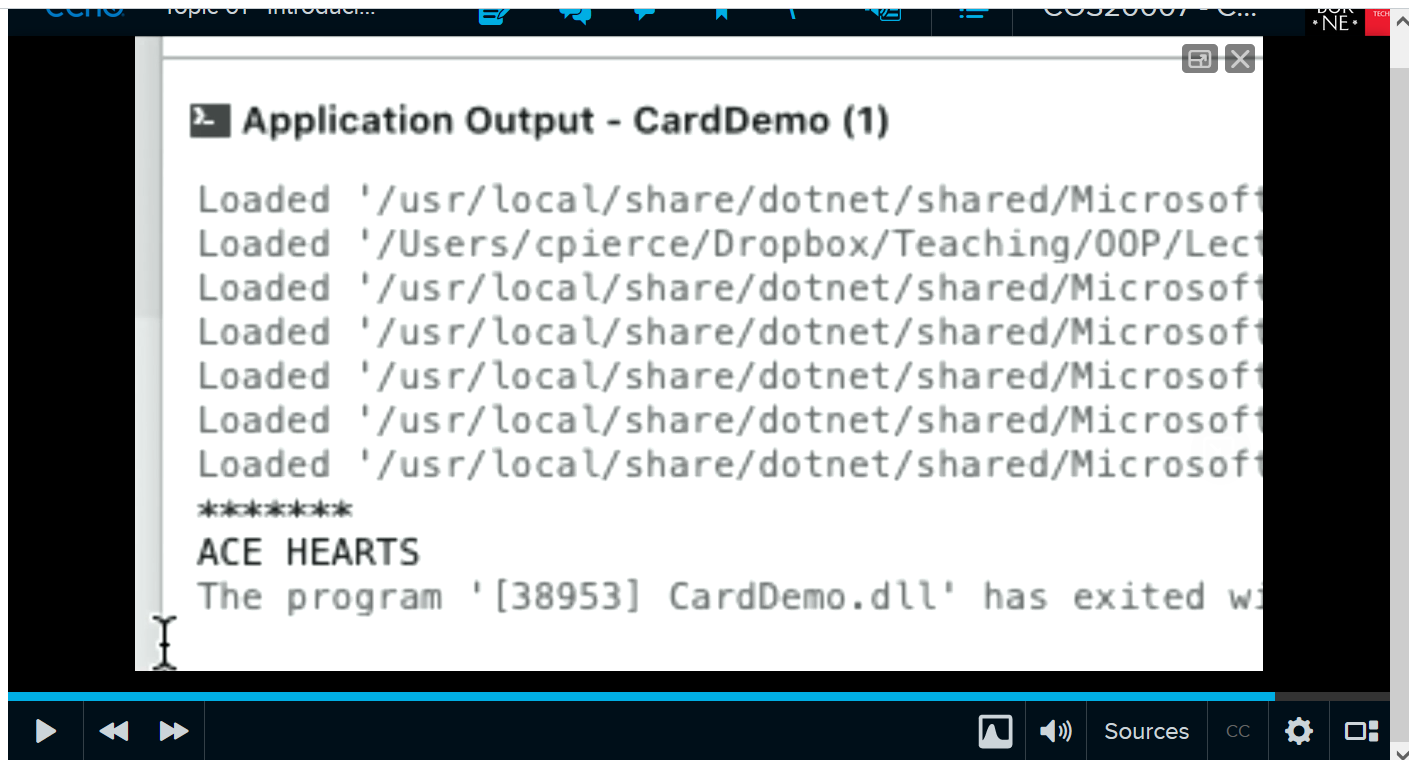 Application Output - CardDemo (1)
Loaded '/usr/local/share/dotnet/shared/Microsoft
Loaded '/Users/cpierce/Dropbox/Teaching/OOP/Lect
Loaded '/usr/local/share/dotnet/shared/Microsoft
Loaded '/usr/local/share/dotnet/shared/Microsoft
Loaded '/usr/local/share/dotnet/shared/Microsoft
Loaded '/usr/local/share/dotnet/shared/Microsoft
Loaded '/usr/local/share/dotnet/shared/Microsoft
*******
ACE HEARTS
The program '[38953] CardDemo.dll' has exited wi
Sources CC